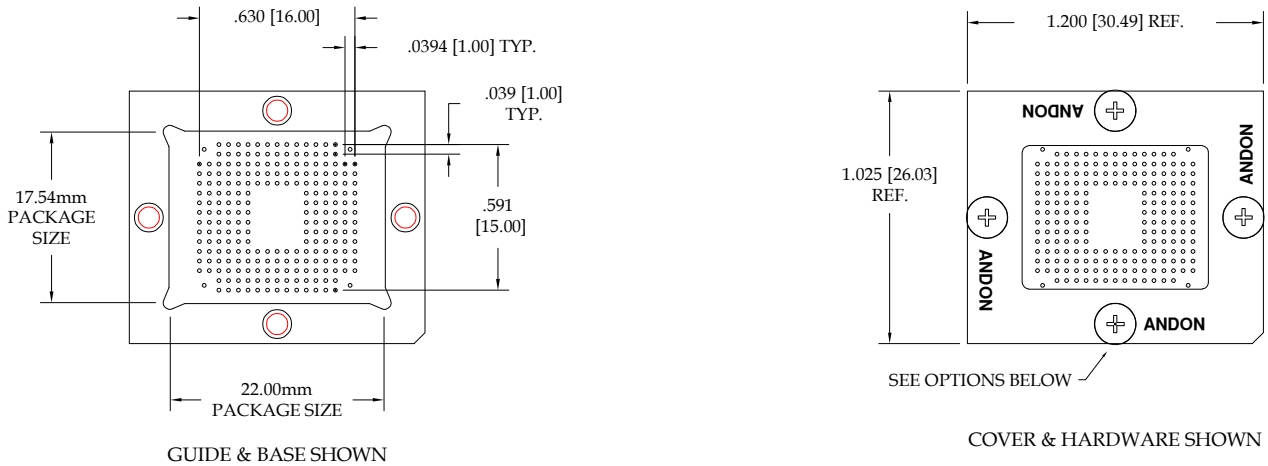 .630 [16.00]
.0394 [1.00] TYP.
.039 [1.00]
TYP.
17.54mm
PACKAGE
SIZE
.591
[15.00]
22.00mm
PACKAGE SIZE
GUIDE & BASE SHOWN
1.200 [30.49] REF.
ANDON
ANDON
1.025 [26.03]
REF.
ANDON
ANDON
SEE OPTIONS BELOW
COVER & HARDWARE SHOWN